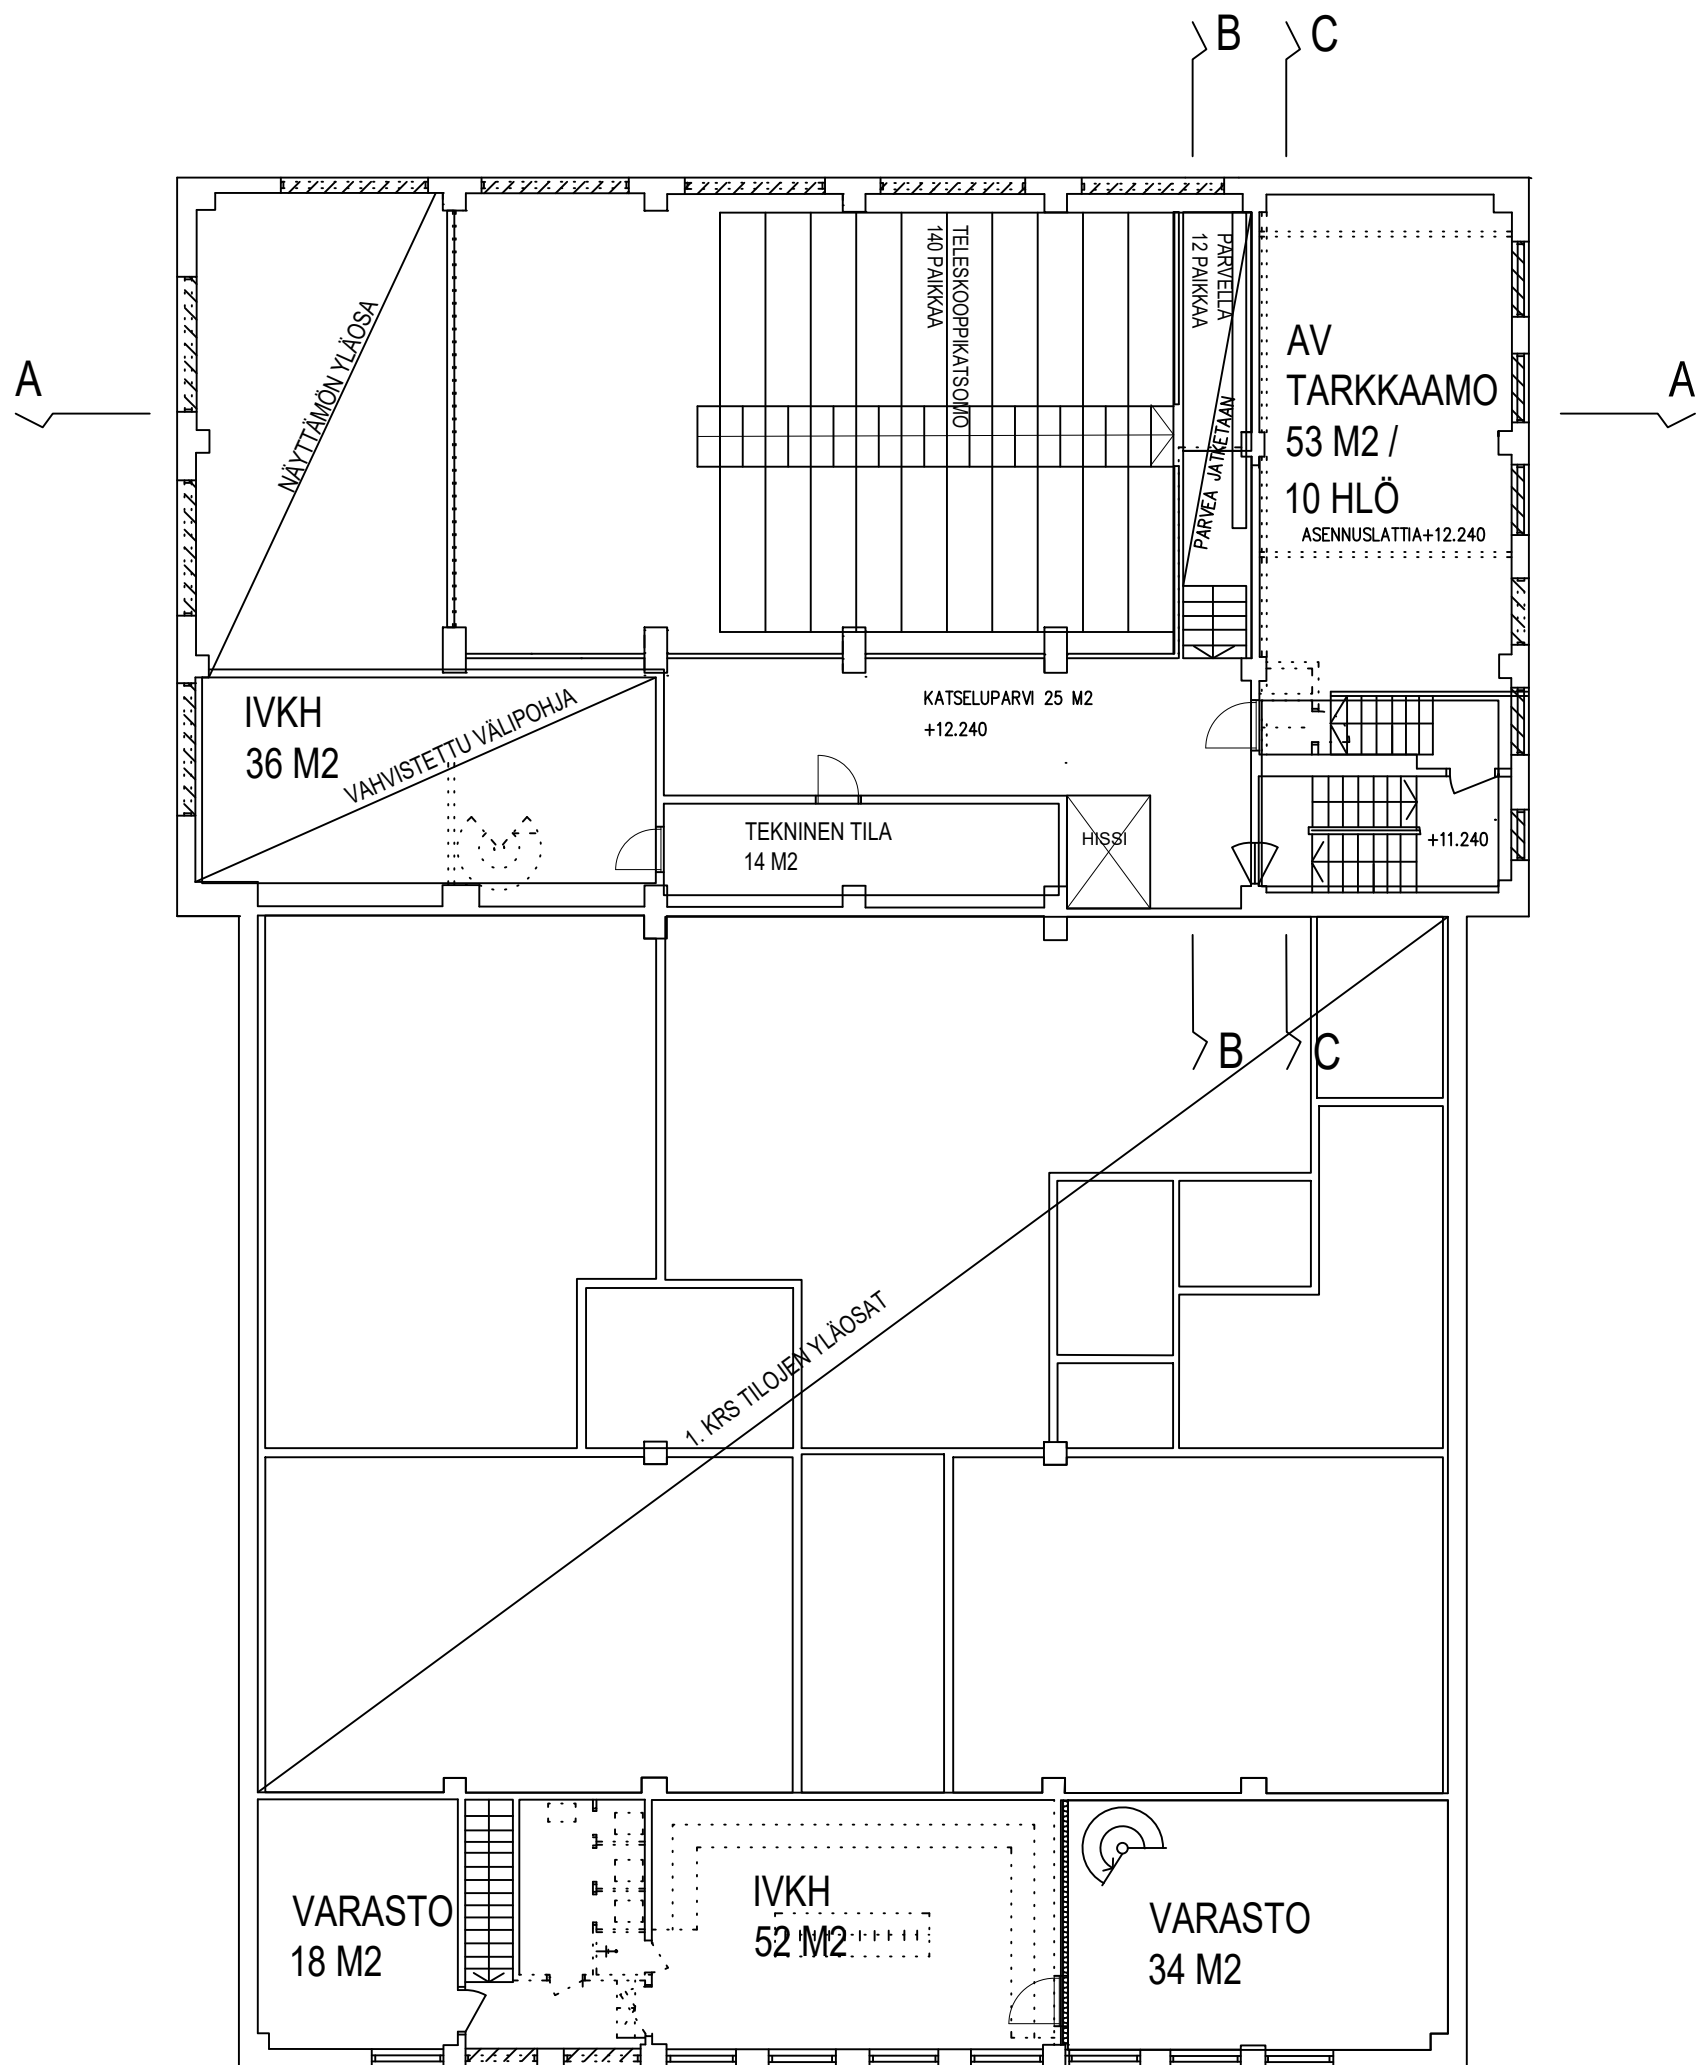 B
C
A
A
NÄYTTÄMÖN YLÄOSA
TELESKOOPPIKATSOMO
140 PAIKKAA
PARVELLA
12 PAIKKAA
PARVEA JATKETAAN
AV
TARKKAAMO
53 M2 /
10 HLÖ
ASENNUSLATTIA+12.240
IVKH
36 M2
VAHVISTETTU VÄLIPOHJA
KATSELUPARVI 25 M2
+12.240
TEKNINEN TILA
14 M2
HISSI
+11.240
B
C
1. KRS TILOJEN YLÄOSAT
VARASTO
18 M2
IVKH
52 M2
VARASTO
34 M2